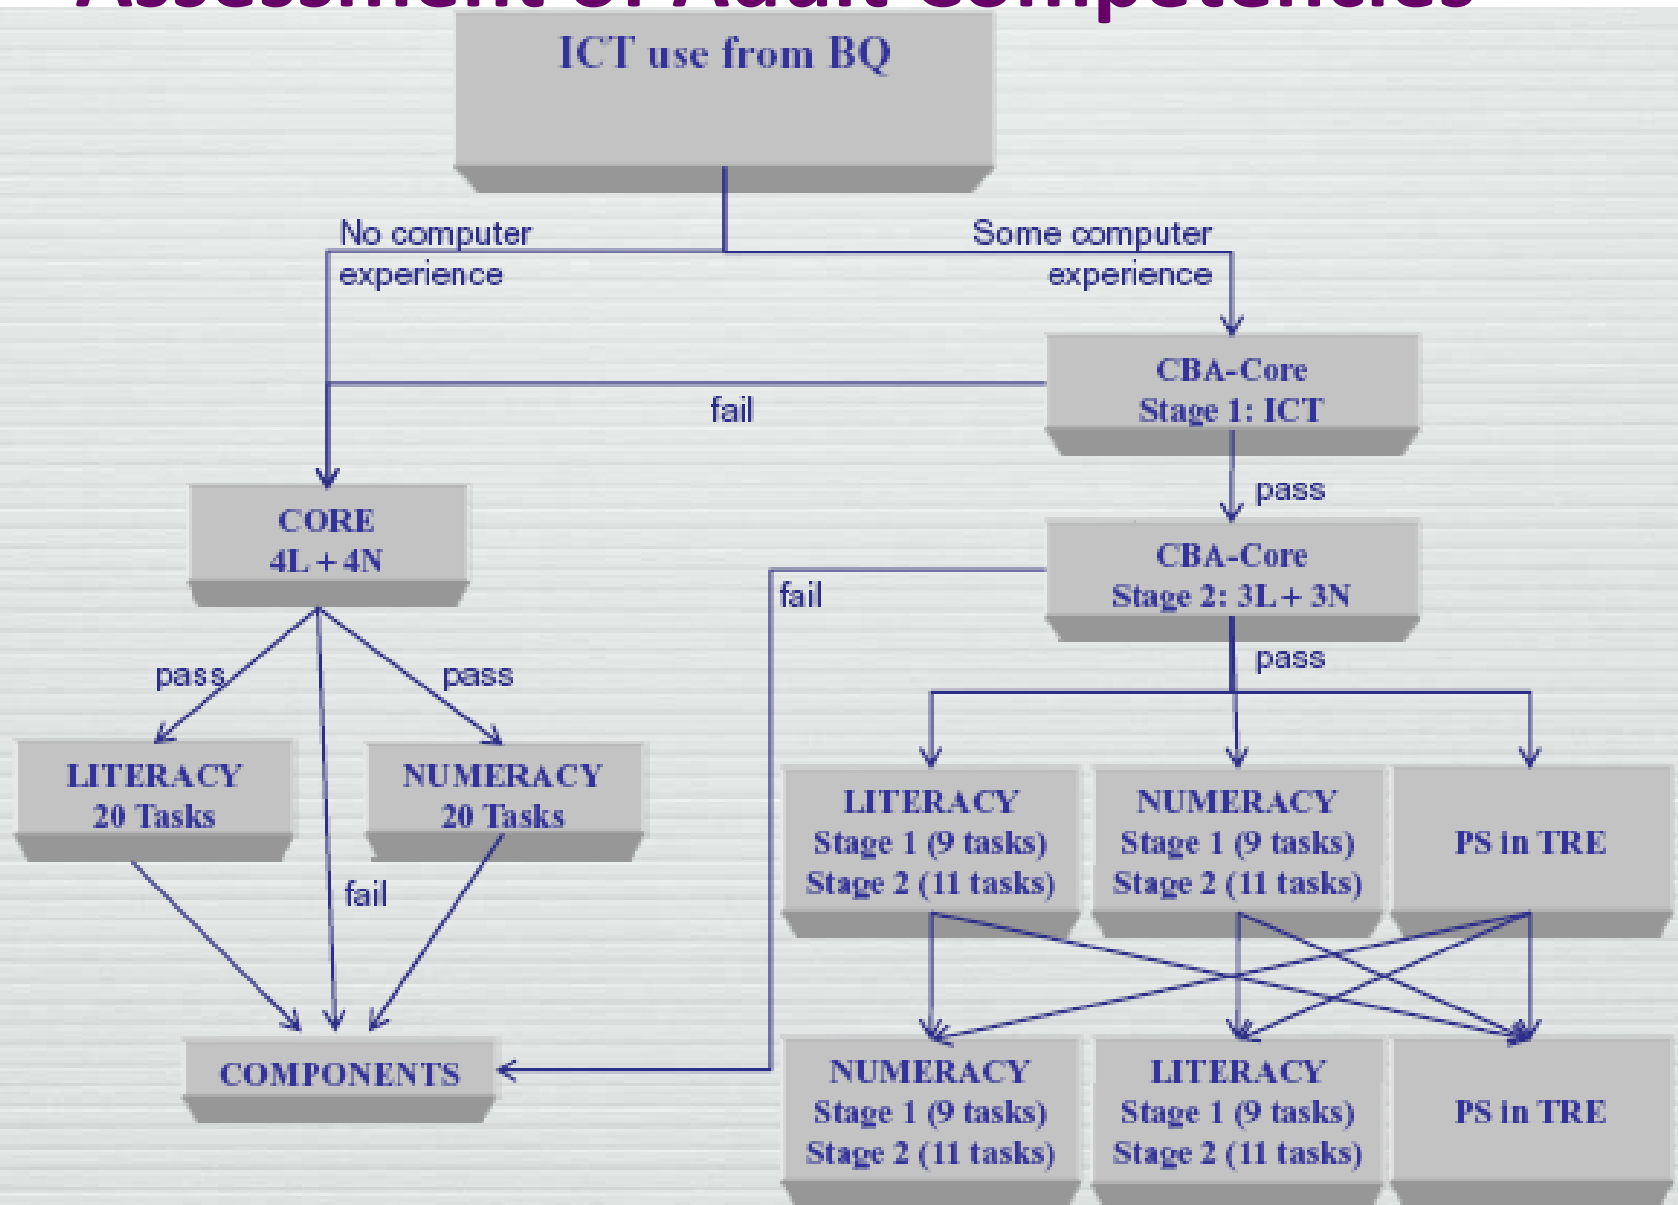 Assessment of Adult Competencies
ICT use from BQ
No computer
experience
Some computer
experience
CBA-Core
Stage 1: ICT
fail
pass
CORE
4L + 4N
CBA-Core
Stage 2: 3L + 3N
fail
pass
pass
pass
LITERACY
20 Tasks
NUMERACY
20 Tasks
LITERACY
Stage 1 (9 tasks)
Stage 2 (11 tasks)
NUMERACY
Stage 1 (9 tasks)
Stage 2 (11 tasks)
PS in TRE
fail
COMPONENTS
NUMERACY
Stage 1 (9 tasks)
Stage 2 (11 tasks)
LITERACY
Stage 1 (9 tasks)
Stage 2 (11 tasks)
PS in TRE